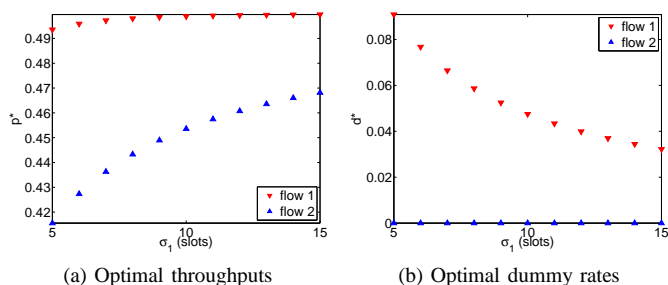 0.49
0.48
0.47
0.46
0.45
0.44
0.43
0.42
p*
5
10
15
σ1 (slots)
flow 1
flow 2
(a) Optimal throughputs
0.08
0.06
0.04
0.02
0
d*
5
10
15
σ1 (slots)
flow 1
flow 2
(b) Optimal dummy rates